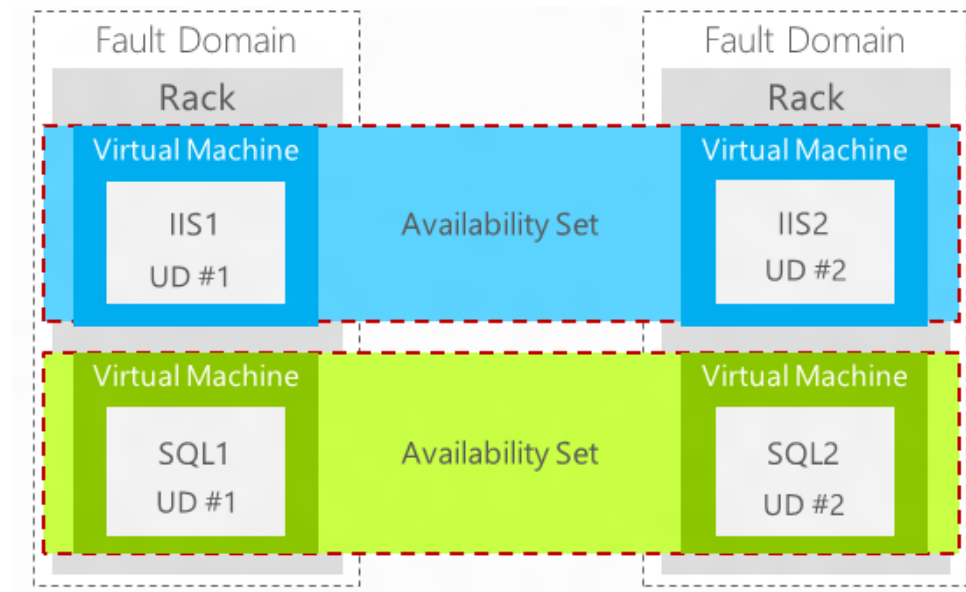 Fault Domain
Fault Domain
Rack
Rack
Virtual Machine
Virtual Machine
IIS1
UD #1
Availability Set
IIS2
UD #2
Virtual Machine
Virtual Machine
SQL1
UD #1
Availability Set
SQL2
UD #2